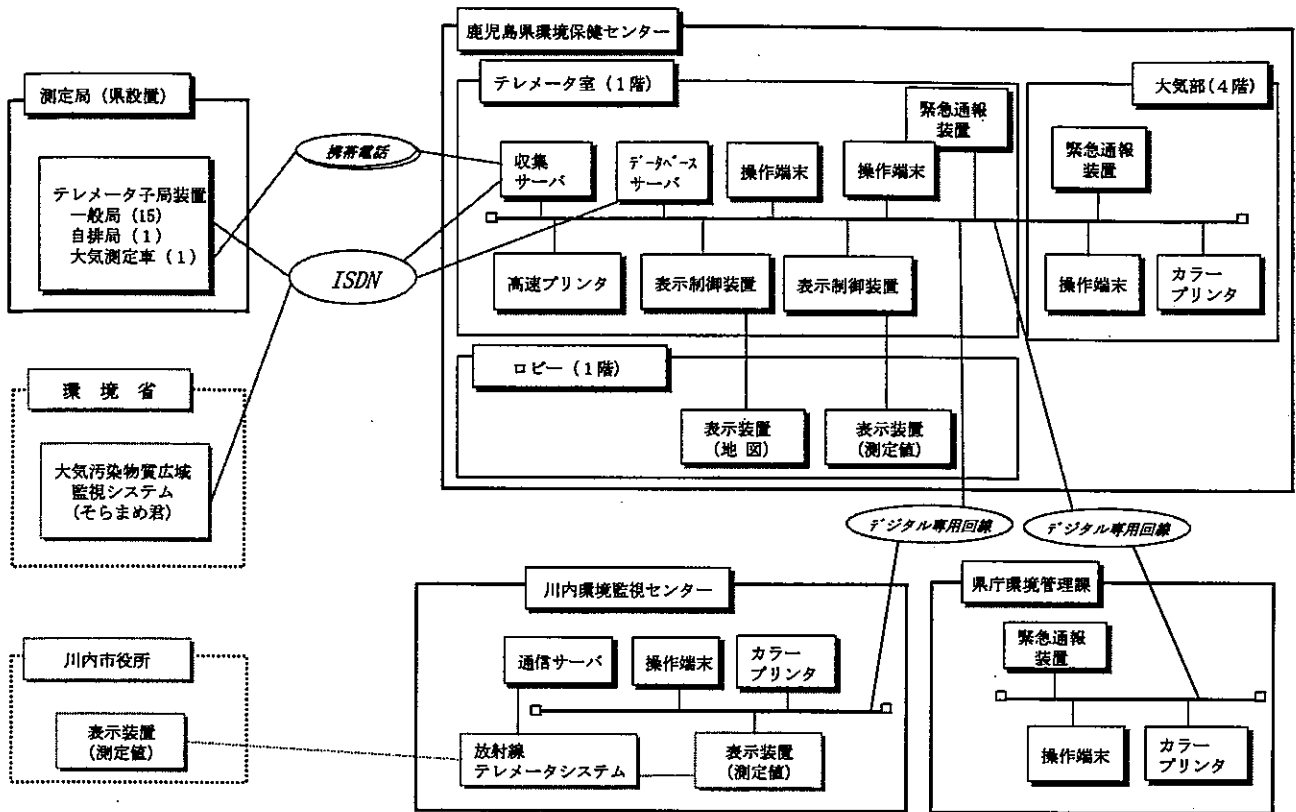 鹿児島県環境保健センター
測定局(県設置)
テレメータ子局装置
一般局(15)
自排局(1)
大気測定車(1)
携帯電話
ISDN
テレメータ室(1階)
収集
サーバ
データベース
サーバ
操作端末
操作端末
緊急通報
装置
高速プリンタ
表示制御装置
表示制御装置
大気部(4階)
緊急通報
装置
操作端末
カラー
プリンタ
ロビー(1階)
表示装置
(地 図)
表示装置
(測定値)
環 境 省
大気汚染物質広域
監視システム
(そらまめ君)
デジタル専用回線
デジタル専用回線
川内環境監視センター
通信サーバ
操作端末
カラー
プリンタ
放射線
テレメータシステム
表示装置
(測定値)
県庁環境管理課
緊急通報
装置
操作端末
カラー
プリンタ
川内市役所
表示装置
(測定値)